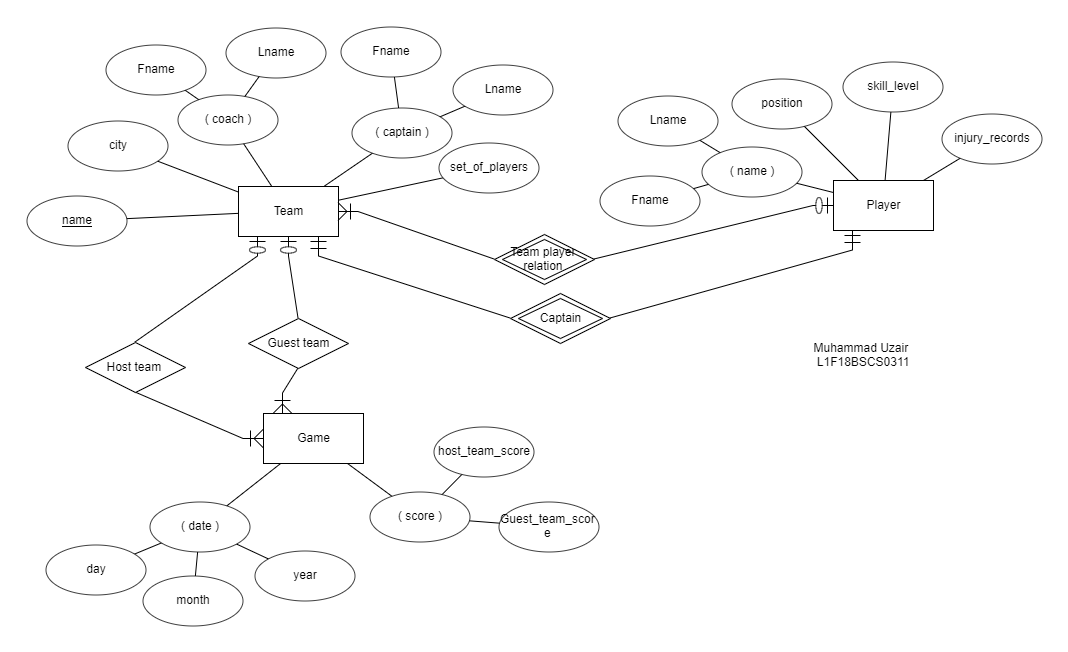 Fname
Lname
Fname
Lname
( coach )
( captain )
city
set_of_players
name
Team
position
skill_level
Lname
injury_records
( name )
Fname
Player
Team player
relation
Captain
Host team
Guest team
Muhammad Uzair
L1F18BSCS0311
Game
host_team_score
( score )
Guest_team_scor
e
( date )
day
month
year